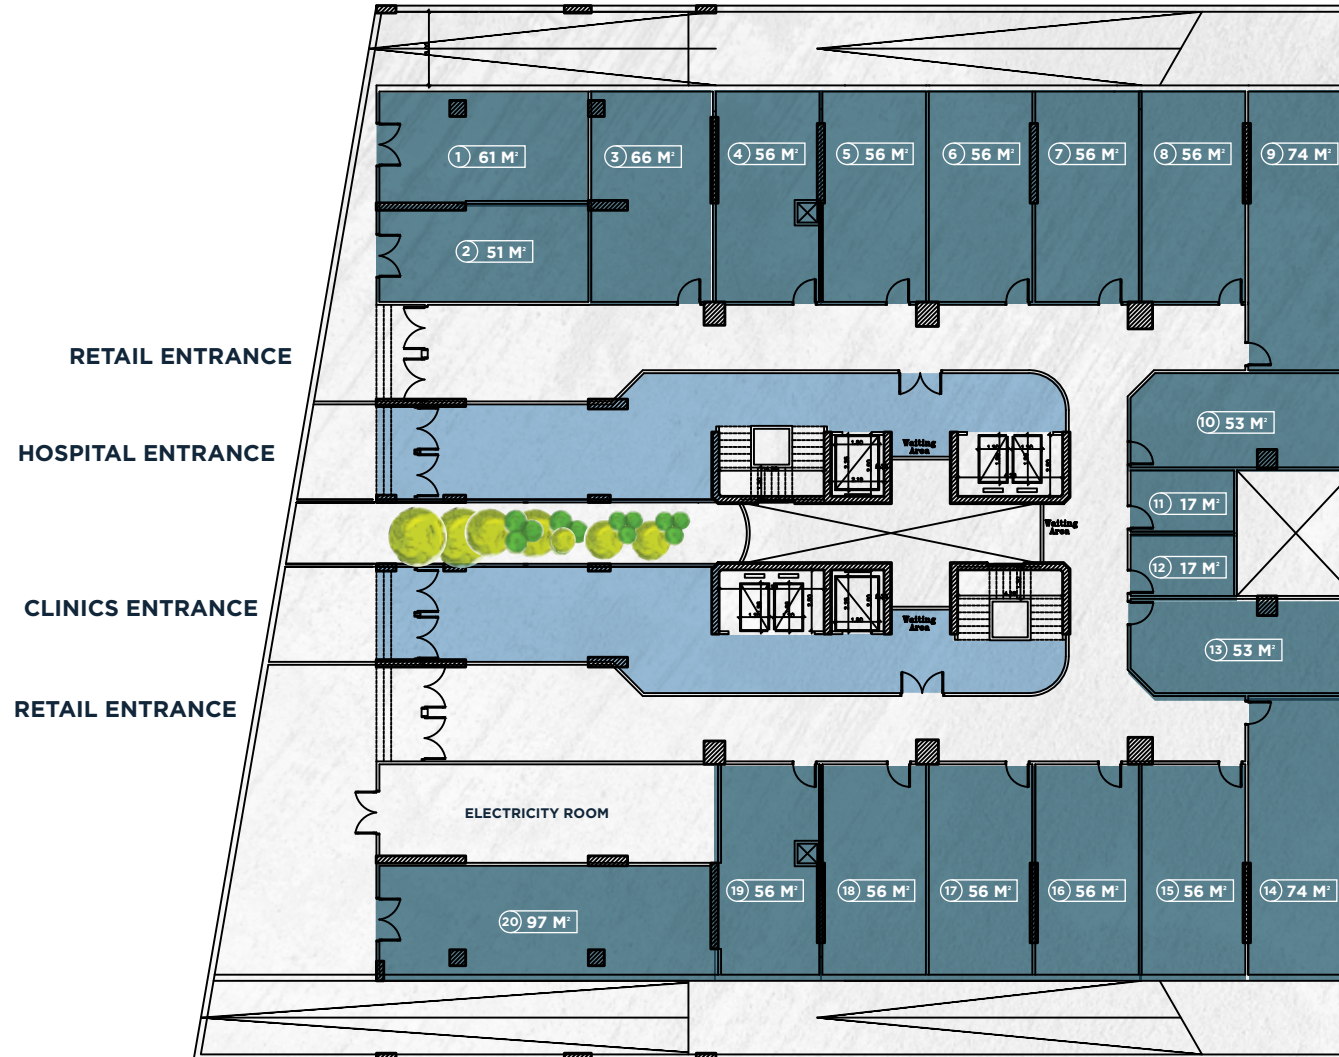 1 61 M²
3 66 M²
4 56 M²
5 56 M²
6 56 M²
7 56 M²
8 56 M²
9 74 M²
2 51 M²
RETAIL ENTRANCE
HOSPITAL ENTRANCE
CLINICS ENTRANCE
RETAIL ENTRANCE
Waiting
Area
Waiting
Area
Waiting
Area
10 53 M²
11 17 M²
12 17 M²
13 53 M²
ELECTRICITY ROOM
19 56 M²
18 56 M²
17 56 M²
16 56 M²
15 56 M²
14 74 M²
20 97 M²